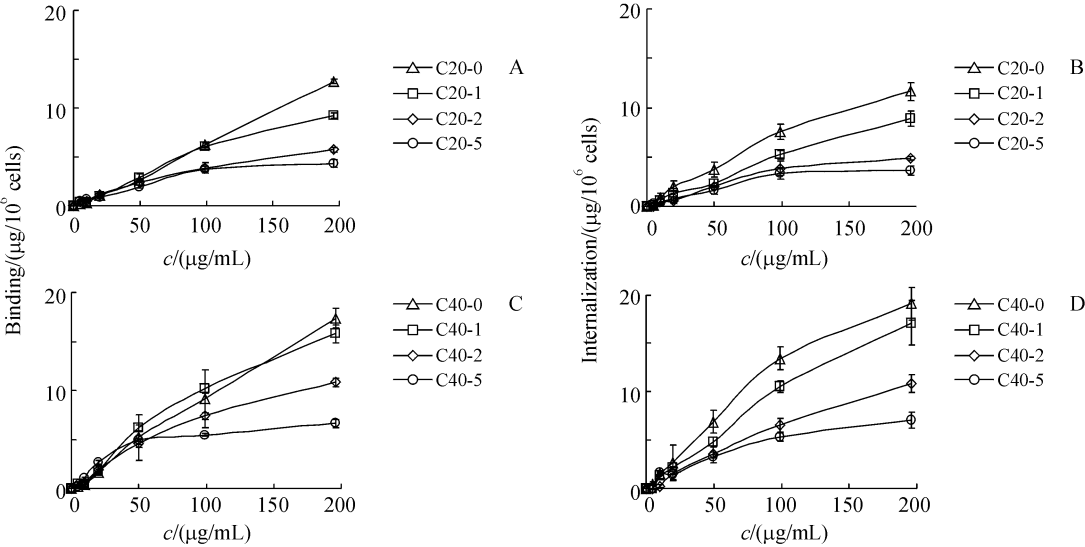 20
10
0
0
50
100
150
200
c/(μg/mL)
C20-0
C20-1
C20-2
C20-5
A
20
10
0
0
50
100
150
200
c/(μg/mL)
C20-0
C20-1
C20-2
C20-5
B
Binding/(μg/10⁶ cells)
Internalization/(μg/10⁶ cells)
20
10
0
0
50
100
150
200
c/(μg/mL)
C40-0
C40-1
C40-2
C40-5
C
20
10
0
0
50
100
150
200
c/(μg/mL)
C40-0
C40-1
C40-2
C40-5
D